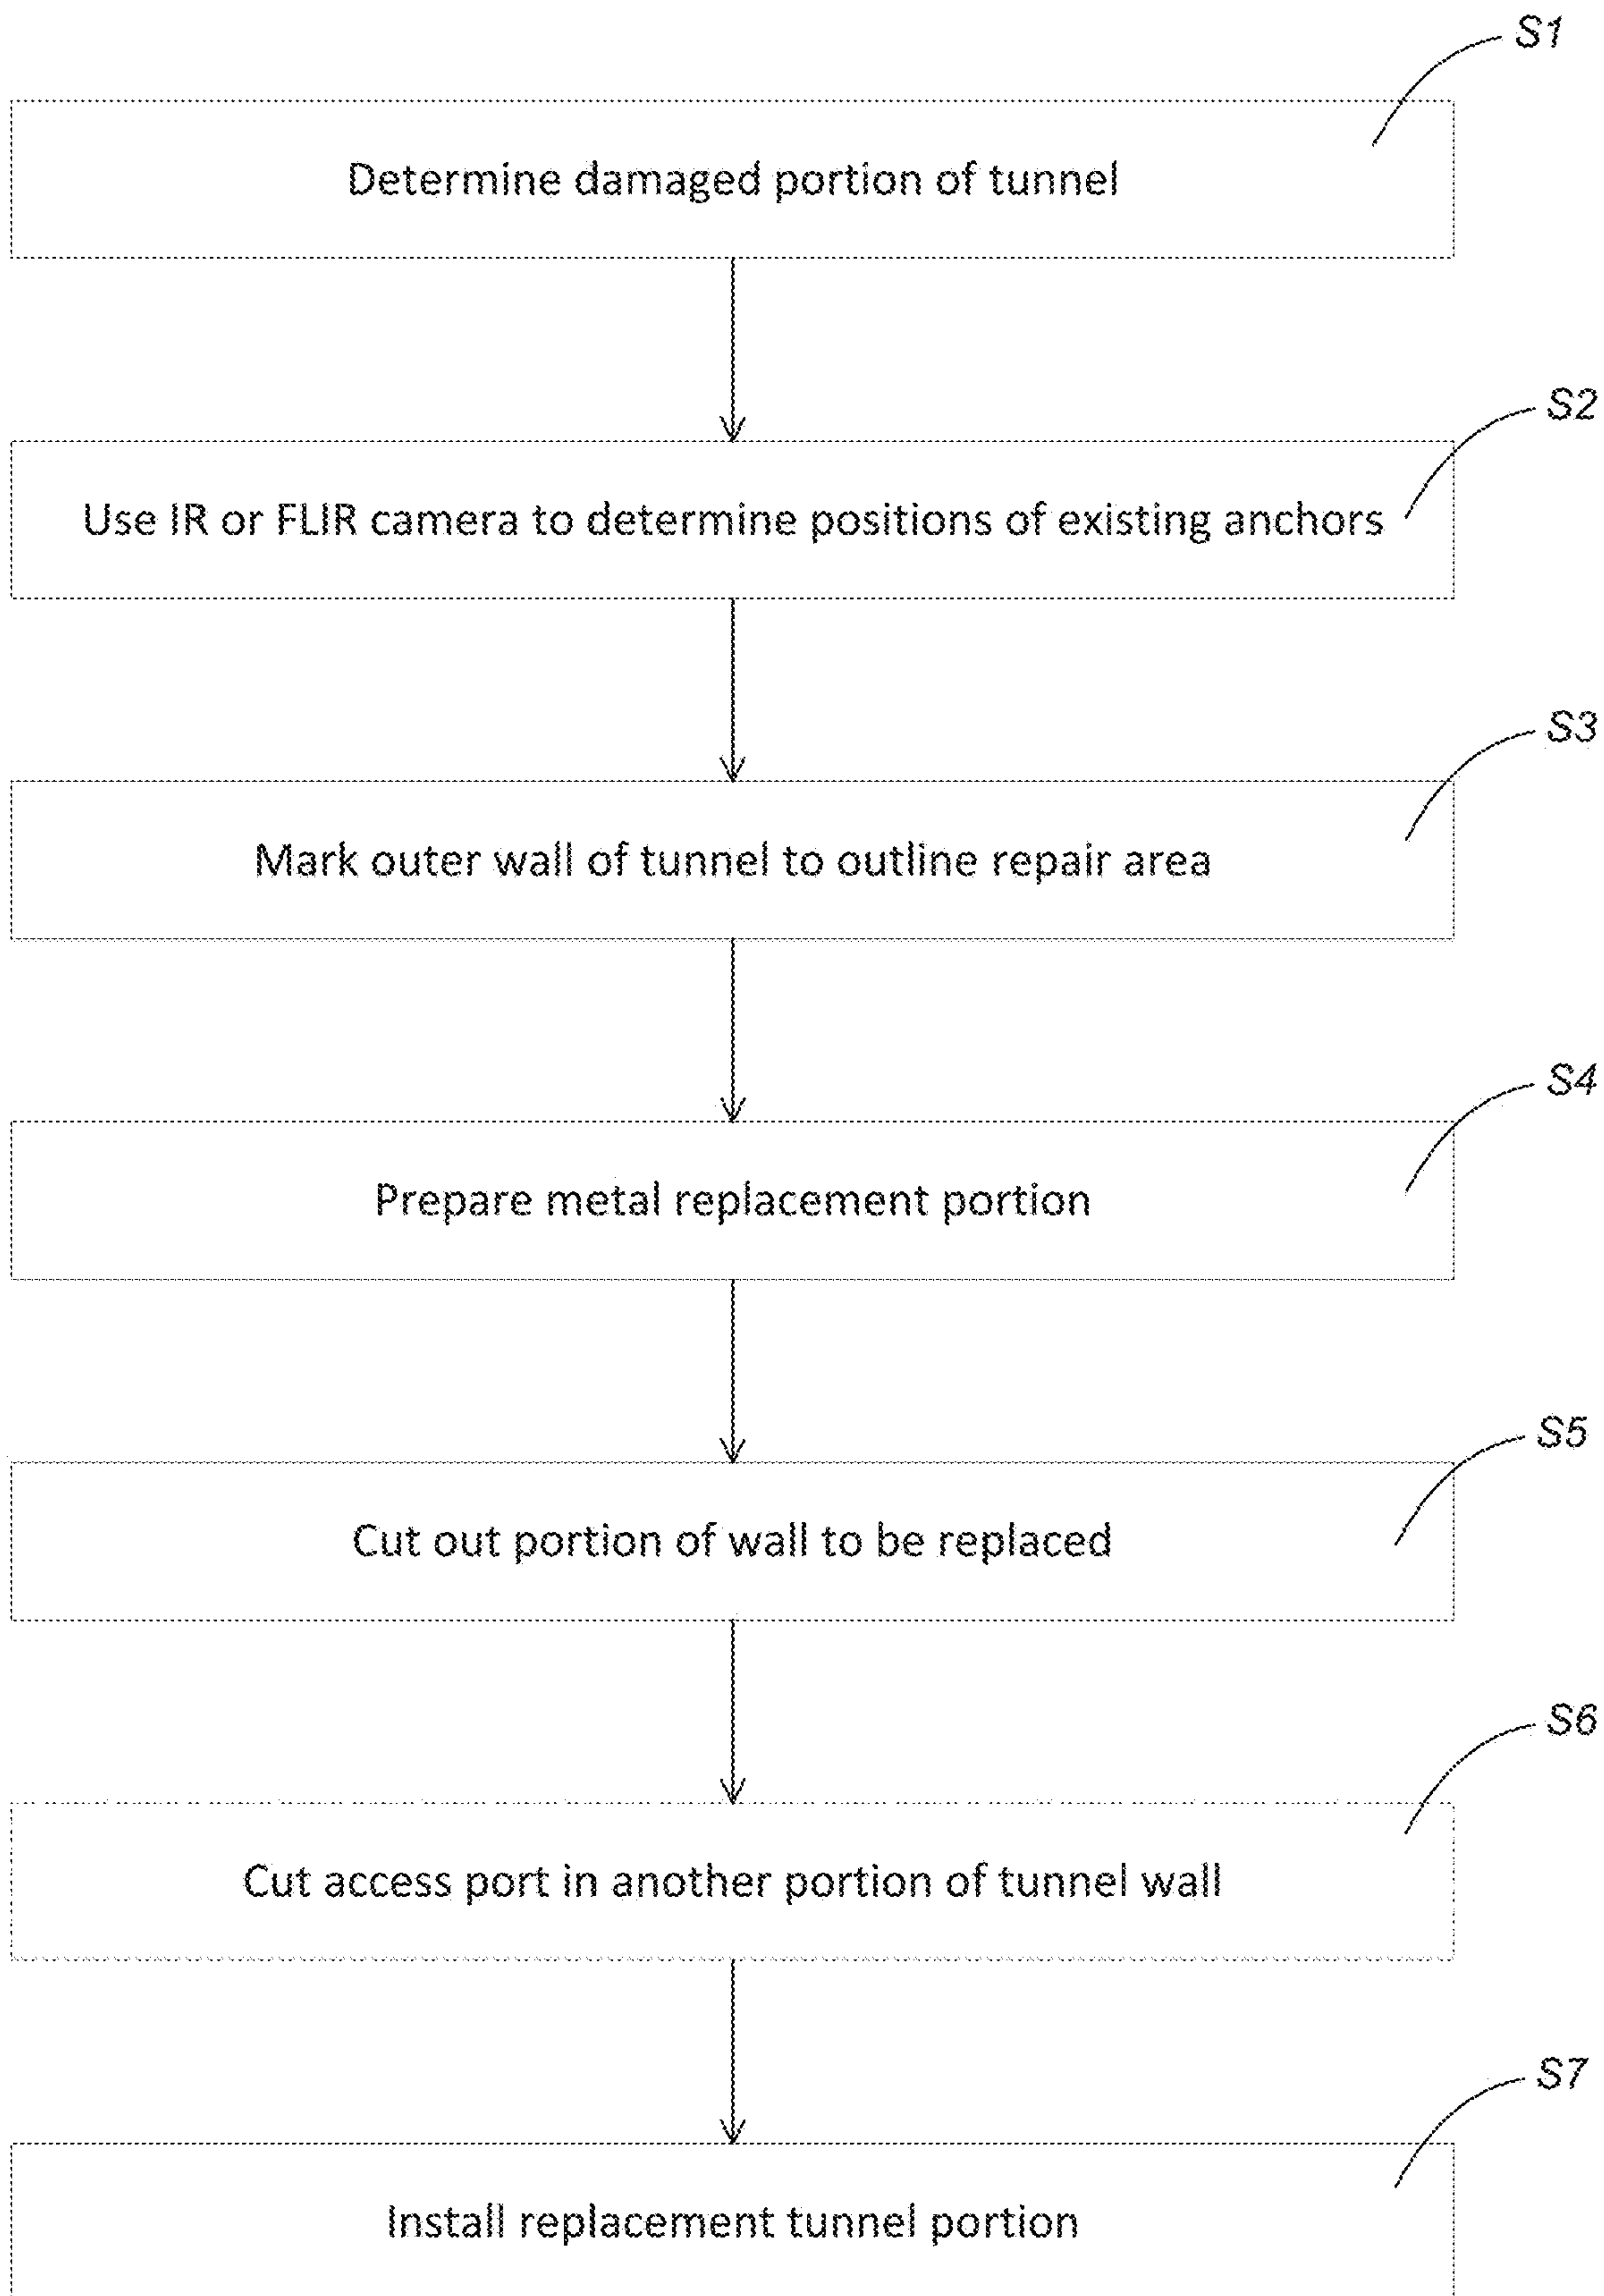 S1
Determine damaged portion of tunnel
S2
Use IR or FLIR camera to determine positions of existing anchors
S3
Mark outer wall of tunnel to outline repair area
S4
Prepare metal replacement portion
S5
Cut out portion of wall to be replaced
S6
Cut access port in another portion of tunnel wall
S7
Install replacement tunnel portion